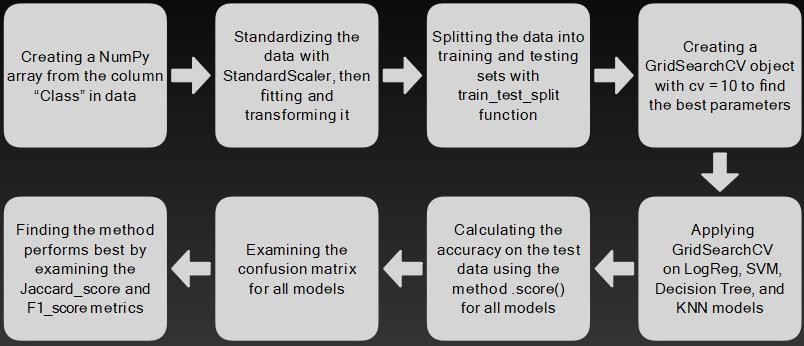 Creating a NumPy
array from the column
“Class” in data
Standardizing the
data with
StandardScaler, then
fitting and
transforming it
Splitting the data into
training and testing
sets with
train_test_split
function
Creating a
GridSearchCV object
with cv = 10 to find
the best parameters
Applying
GridSearchCV
on LogReg, SVM,
Decision Tree, and
KNN models
Calculating the
accuracy on the test
data using the
method .score()
for all models
Examining the
confusion matrix
for all models
Finding the method
performs best by
examining the
Jaccard_score and
F1_score metrics